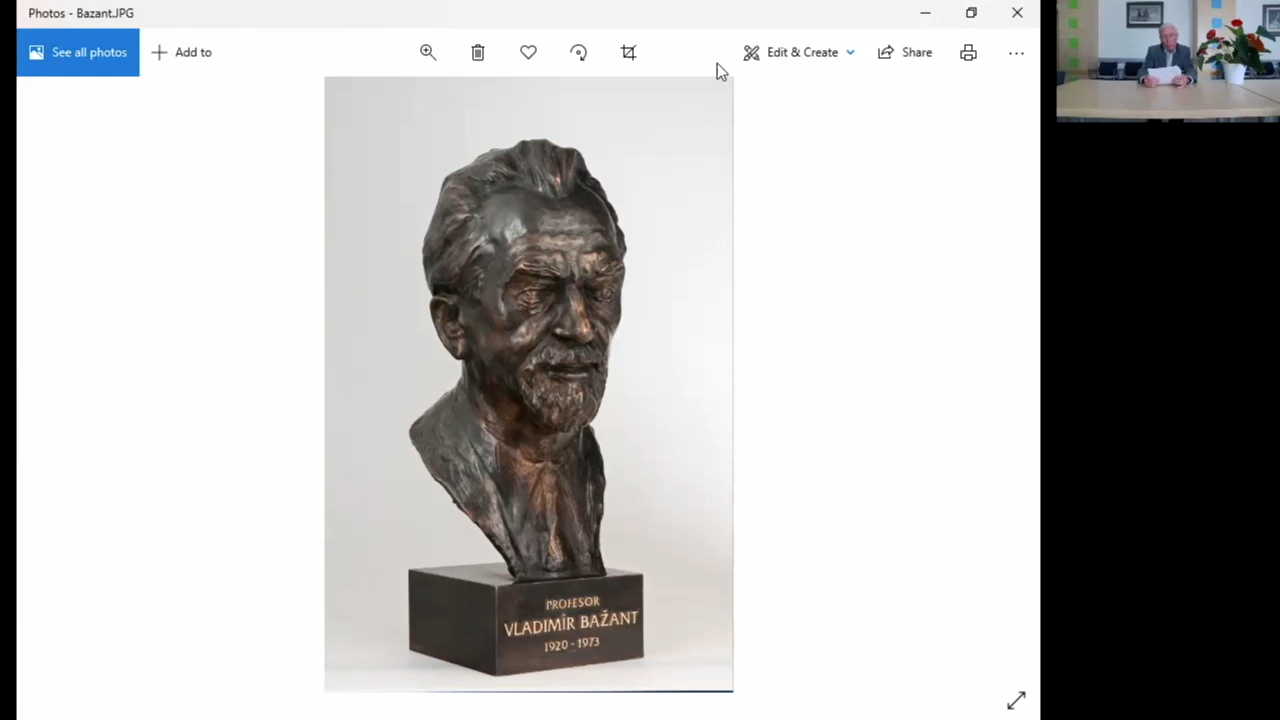 Photos - Bazant.JPG
See all photos
Add to
Edit & Create
Share
PROFESOR
VLADIMÍR BAŽANT
1920 - 1973